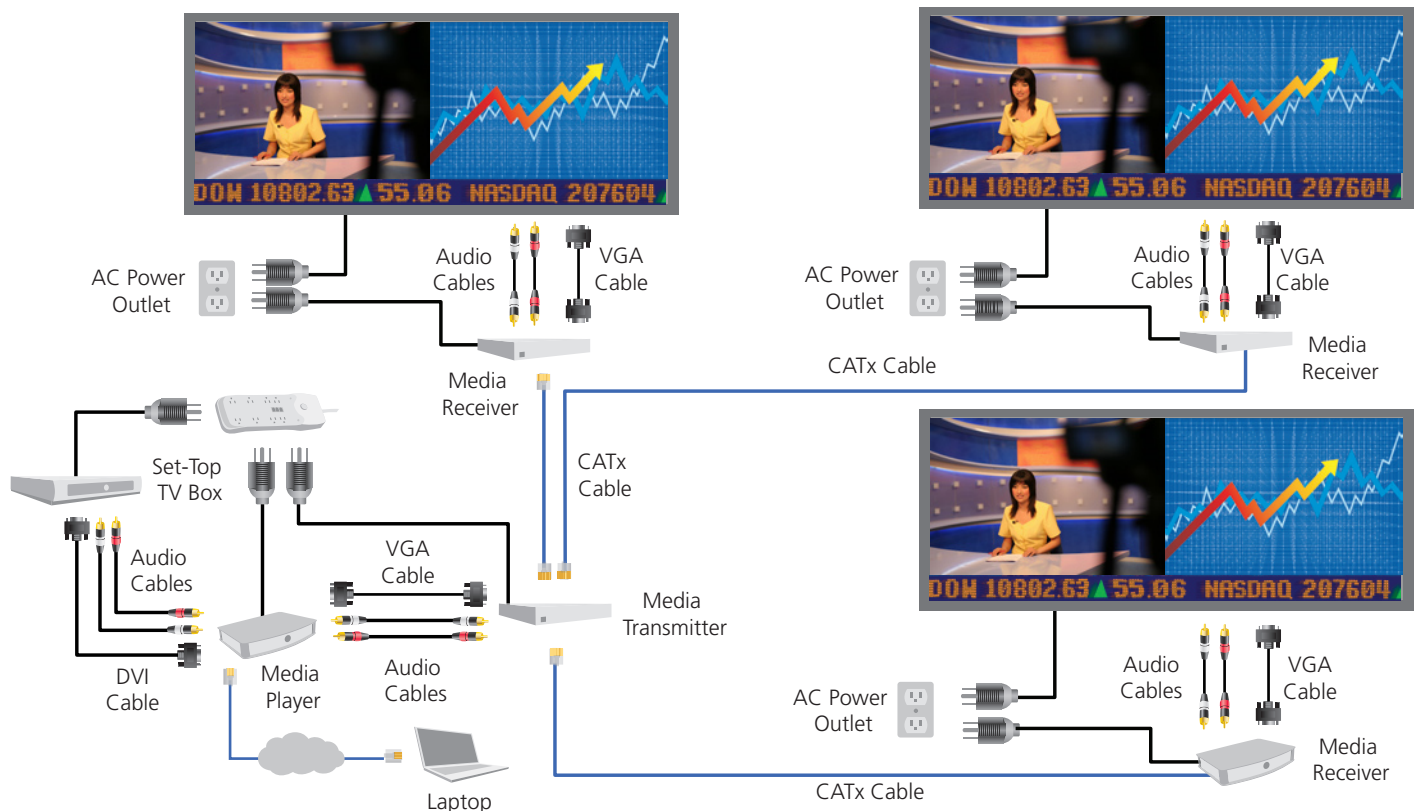 DOW 10802.63▲55.06 NASDAQ 207604
DOW 10802.63▲55.06 NASDAQ 207604
AC Power
Outlet
Audio
Cables
VGA
Cable
AC Power
Outlet
Audio
Cables
VGA
Cable
Media
Receiver
CATx Cable
Media
Receiver
Set-Top
TV Box
CATx
Cable
Audio
Cables
VGA
Cable
Media
Transmitter
DOW 10802.63▲55.06 NASDAQ 207604
DVI
Cable
Media
Player
Audio
Cables
AC Power
Outlet
Audio
Cables
VGA
Cable
Media
Receiver
Laptop
CATx Cable